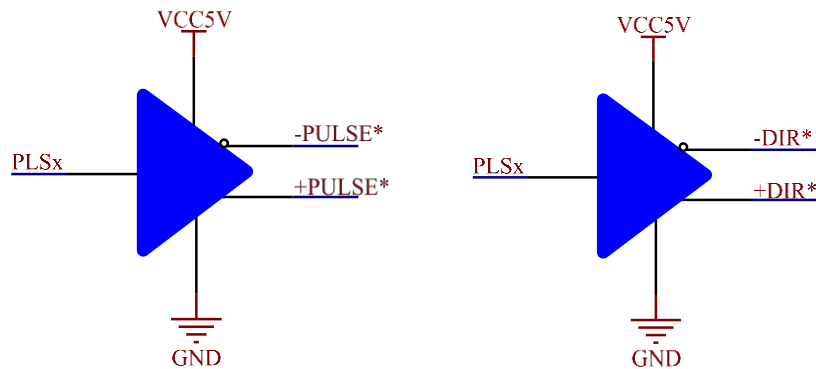 VCC5V
-PULSE*
PLSx
+PULSE*
GND
VCC5V
-DIR*
PLSx
+DIR*
GND